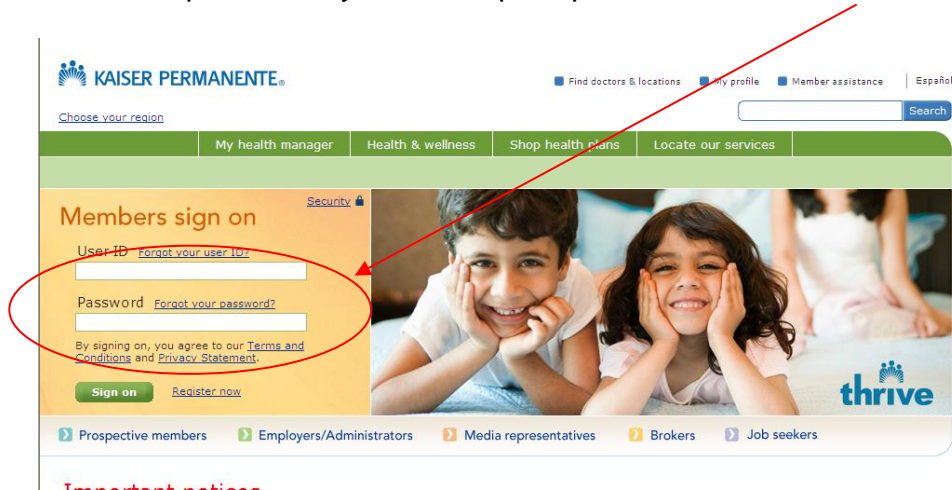 KAISER PERMANENTE®
Find doctors & locations My profile Member assistance Español
Choose your region
Search
My health manager Health & wellness Shop health plans Locate our services
Security
Members sign on
User ID Forgot your user ID?
Password Forgot your password?
By signing on, you agree to our Terms and
Conditions and Privacy Statement.
Sign on Register now
thrive
Prospective members Employers/Administrators Media representatives Brokers Job seekers
Important notices